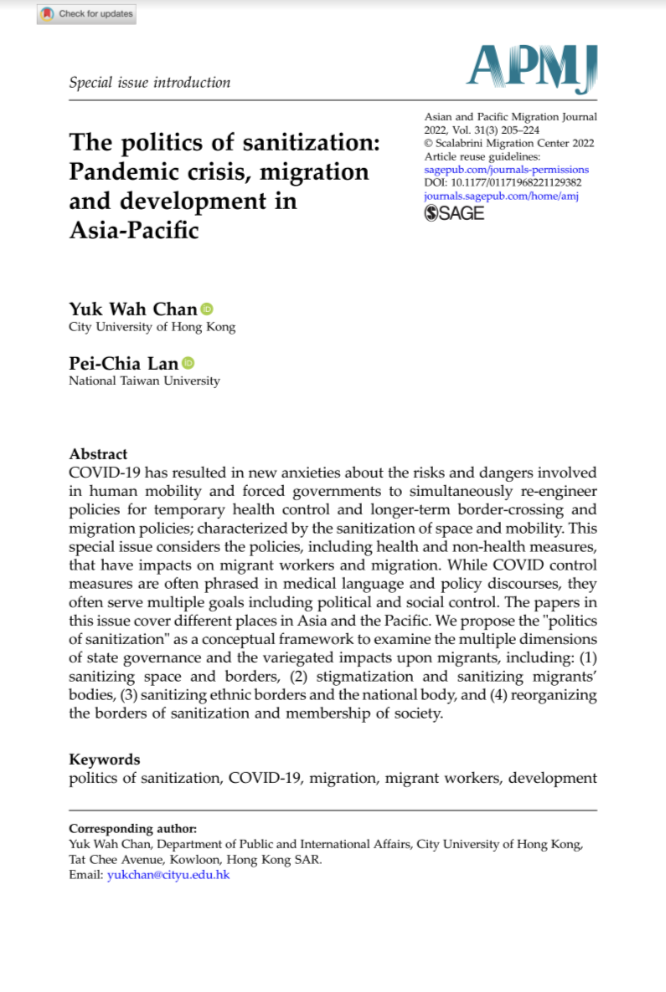 Check for updates
Special issue introduction
APMJ
Asian and Pacific Migration Journal
2022, Vol. 31(3) 205–224
© Scalabrini Migration Center 2022
Article reuse guidelines:
sagepub.com/journals-permissions
DOI: 10.1177/01171968221129382
journals.sagepub.com/home/amj
SAGE
The politics of sanitization:
Pandemic crisis, migration
and development in
Asia-Pacific
Yuk Wah Chan iD
City University of Hong Kong
Pei-Chia Lan iD
National Taiwan University
Abstract
COVID-19 has resulted in new anxieties about the risks and dangers involved
in human mobility and forced governments to simultaneously re-engineer
policies for temporary health control and longer-term border-crossing and
migration policies; characterized by the sanitization of space and mobility. This
special issue considers the policies, including health and non-health measures,
that have impacts on migrant workers and migration. While COVID control
measures are often phrased in medical language and policy discourses, they
often serve multiple goals including political and social control. The papers in
this issue cover different places in Asia and the Pacific. We propose the "politics
of sanitization" as a conceptual framework to examine the multiple dimensions
of state governance and the variegated impacts upon migrants, including: (1)
sanitizing space and borders, (2) stigmatization and sanitizing migrants’
bodies, (3) sanitizing ethnic borders and the national body, and (4) reorganizing
the borders of sanitization and membership of society.
Keywords
politics of sanitization, COVID-19, migration, migrant workers, development
Corresponding author:
Yuk Wah Chan, Department of Public and International Affairs, City University of Hong Kong,
Tat Chee Avenue, Kowloon, Hong Kong SAR.
Email: yukchan@cityu.edu.hk